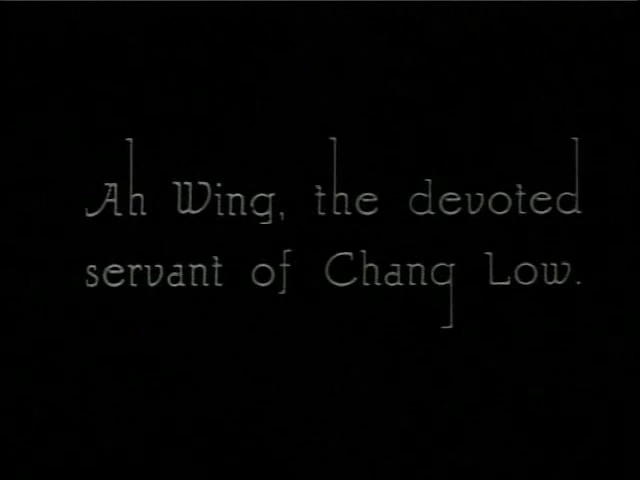 Ah Wing, the devoted
servant of Chang Low.